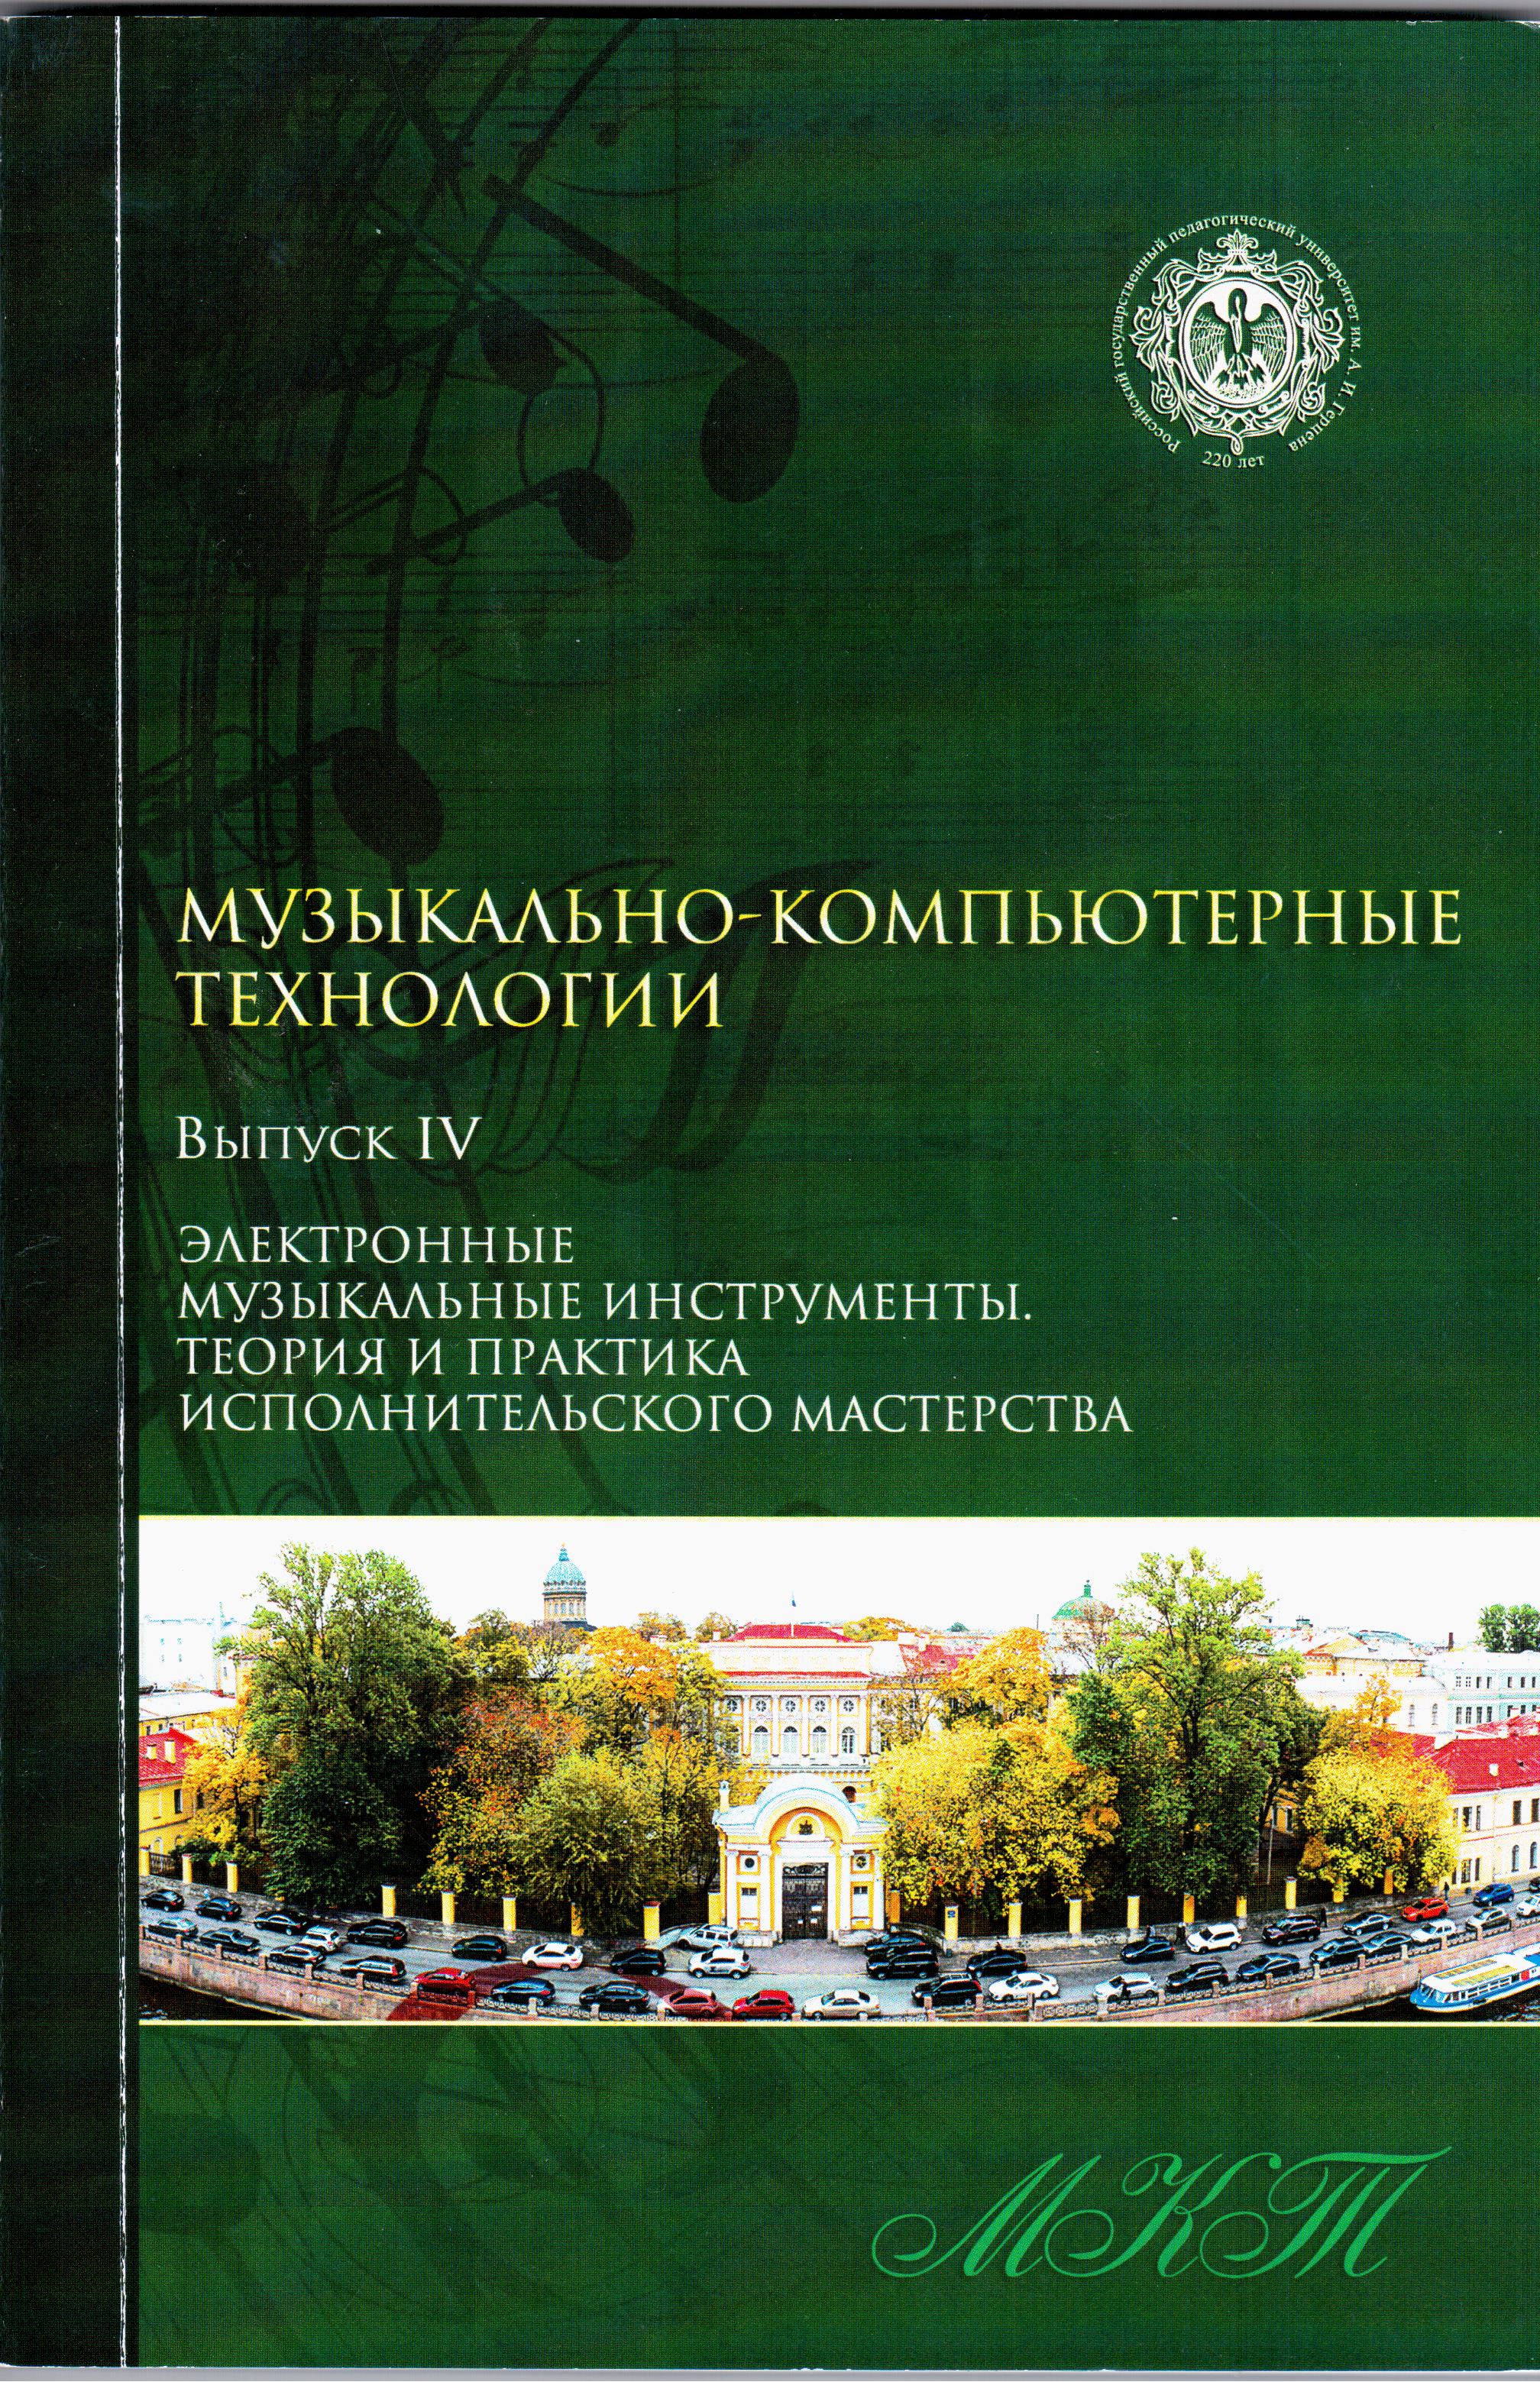 Российский государственный педагогический университет им. А. И. Герцена
220 лет
МУЗЫКАЛЬНО-КОМПЬЮТЕРНЫЕ
ТЕХНОЛОГИИ
Выпуск IV
ЭЛЕКТРОННЫЕ
МУЗЫКАЛЬНЫЕ ИНСТРУМЕНТЫ.
ТЕОРИЯ И ПРАКТИКА
ИСПОЛНИТЕЛЬСКОГО МАСТЕРСТВА
МКТ